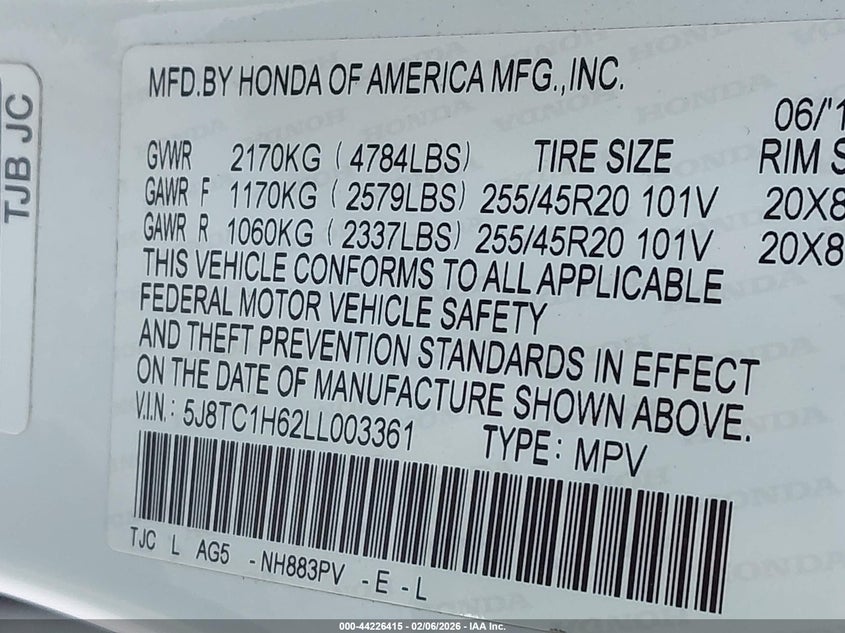 TJB JC
MFD.BY HONDA OF AMERICA MFG.,INC.
06/'1
GVWR 2170KG ( 4784LBS) TIRE SIZE RIM S
GAWR F 1170KG ( 2579LBS) 255/45R20 101V 20X8
GAWR R 1060KG ( 2337LBS) 255/45R20 101V 20X8
THIS VEHICLE CONFORMS TO ALL APPLICABLE
FEDERAL MOTOR VEHICLE SAFETY
AND THEFT PREVENTION STANDARDS IN EFFECT
ON THE DATE OF MANUFACTURE SHOWN ABOVE.
V.I.N.: 5J8TC1H62LL003361 TYPE: MPV
TJC L AG5 - NH883PV - E - L
000-44226415 - 02/06/2026 - IAA Inc.